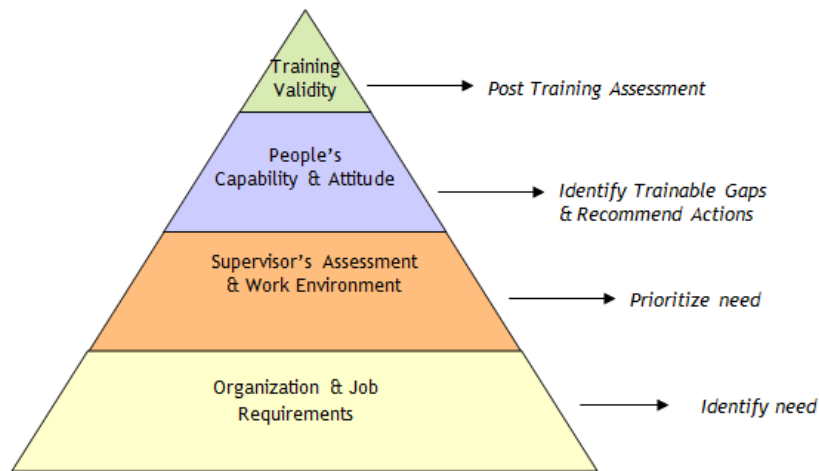 Training
Validity
Post Training Assessment
People's
Capability & Attitude
Identify Trainable Gaps
& Recommend Actions
Supervisor's Assessment
& Work Environment
Prioritize need
Organization & Job
Requirements
Identify need